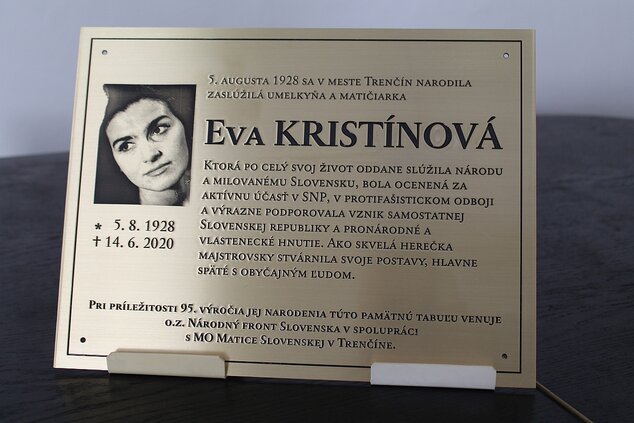 5. augusta 1928 sa v meste Trenčín narodila
zaslúžilá umelkyňa a matičiarka
Eva KRISTÍNOVÁ
Ktorá po celý svoj život oddane slúžila národu
a milovanému Slovensku, bola ocenená za
aktívnu účasť v SNP, v protifašistickom odboji
a výrazne podporovala vznik samostatnej
Slovenskej republiky a pronárodné a
vlastenecké hnutie. Ako skvelá herečka
majstrovsky stvárnila svoje postavy, hlavne
späté s obyčajným ľudom.
* 5. 8. 1928
† 14. 6. 2020
Pri príležitosti 95. výročia jej narodenia túto pamätnú tabuľu venuje
o.z. Národný front Slovenska v spolupráci
s MO Matice Slovenskej v Trenčíne.